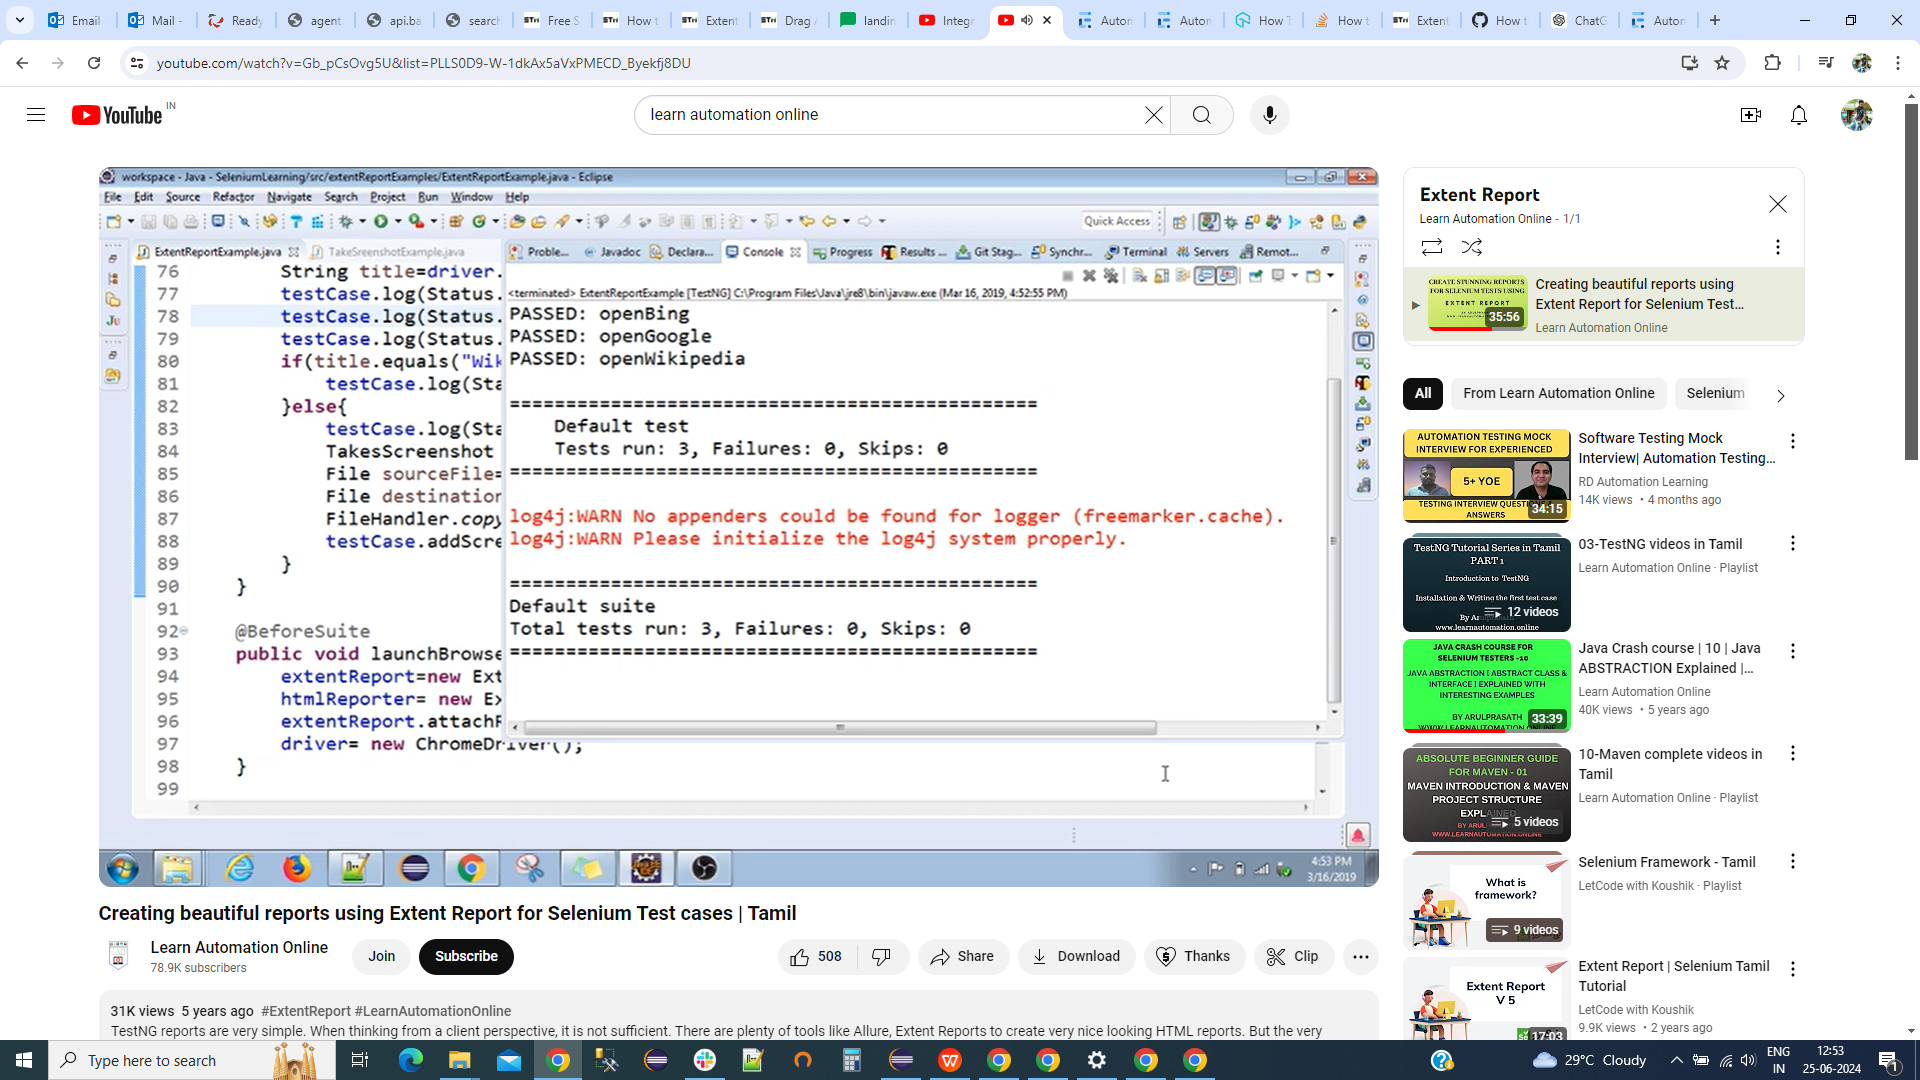 Email
Mail -
Ready
agent.
api.ba
search
Free S
How t
Extent
Drag A
landin
Integr
Autom
Autom
How T
How t
Extent
How t
ChatG
Autom
youtube.com/watch?v=Gb_pCsOvg5U&list=PLLS0D9-W-1dkAx5aVxPMECD_Byekfj8DU
YouTube IN
learn automation online
workspace - Java - SeleniumLearning/src/extentReportExamples/ExtentReportExample.java - Eclipse
File Edit Source Refactor Navigate Search Project Run Window Help
Quick Access
ExtentReportExample.java TakeSreenshotExample.java
Proble... Javadoc Declara... Console Progress Results ... Git Stag... Synchr... Terminal Servers Remot...
<terminated> ExtentReportExample [TestNG] C:\Program Files\Java\jre8\bin\javaw.exe (Mar 16, 2019, 4:52:55 PM)
76 String title=driver.
77 testCase.log(Status.
78 testCase.log(Status.
79 testCase.log(Status.
80 if(title.equals("Wik
81 testCase.log(Sta
82 }else{
83 testCase.log(Sta
84 TakesScreenshot
85 File sourceFile=
86 File destination
87 FileHandler.copy
88 testCase.addScre
89 }
90 }
91
92 @BeforeSuite
93 public void launchBrowse
94 extentReport=new Ext
95 htmlReporter= new Ex
96 extentReport.attachR
97 driver= new ChromeDriver();
98 }
99
PASSED: openBing
PASSED: openGoogle
PASSED: openWikipedia
===============================================
Default test
Tests run: 3, Failures: 0, Skips: 0
===============================================
log4j:WARN No appenders could be found for logger (freemarker.cache).
log4j:WARN Please initialize the log4j system properly.
===============================================
Default suite
Total tests run: 3, Failures: 0, Skips: 0
===============================================
4:53 PM
3/16/2019
Creating beautiful reports using Extent Report for Selenium Test cases | Tamil
Learn Automation Online
78.9K subscribers
Join
Subscribe
508
Share
Download
Thanks
Clip
31K views 5 years ago #ExtentReport #LearnAutomationOnline
TestNG reports are very simple. When thinking from a client perspective, it is not sufficient. There are plenty of tools like Allure, Extent Reports to create very nice looking HTML reports. But the very
Extent Report
Learn Automation Online - 1/1
CREATE STUNNING REPORTS
FOR SELENIUM TESTS USING
EXTENT REPORT
35:56
Creating beautiful reports using
Extent Report for Selenium Test...
Learn Automation Online
All
From Learn Automation Online
Selenium
AUTOMATION TESTING MOCK
INTERVIEW FOR EXPERIENCED
5+ YOE
TESTING INTERVIEW QUESTIONS &
ANSWERS
34:15
Software Testing Mock
Interview| Automation Testing...
RD Automation Learning
14K views • 4 months ago
TestNG Tutorial Series in Tamil
PART 1
Introduction to TestNG
Installation & Writing the first test case
www.learnautomation.online
12 videos
03-TestNG videos in Tamil
Learn Automation Online · Playlist
JAVA CRASH COURSE FOR
SELENIUM TESTERS -10
JAVA ABSTRACTION [ ABSTRACT CLASS &
INTERFACE ] EXPLAINED WITH
INTERESTING EXAMPLES
BY ARULPRASATH
WWW.LEARNAUTOMATION.ONLINE
33:39
Java Crash course | 10 | Java
ABSTRACTION Explained |...
Learn Automation Online
40K views • 5 years ago
ABSOLUTE BEGINNER GUIDE
FOR MAVEN - 01
MAVEN INTRODUCTION & MAVEN
PROJECT STRUCTURE
WWW.LEARNAUTOMATION.ONLINE
5 videos
10-Maven complete videos in
Tamil
Learn Automation Online · Playlist
What is
framework?
9 videos
Selenium Framework - Tamil
LetCode with Koushik · Playlist
Extent Report
V 5
17:03
Extent Report | Selenium Tamil
Tutorial
LetCode with Koushik
9.9K views • 2 years ago
Type here to search
29°C Cloudy
ENG
IN
12:53
25-06-2024
1